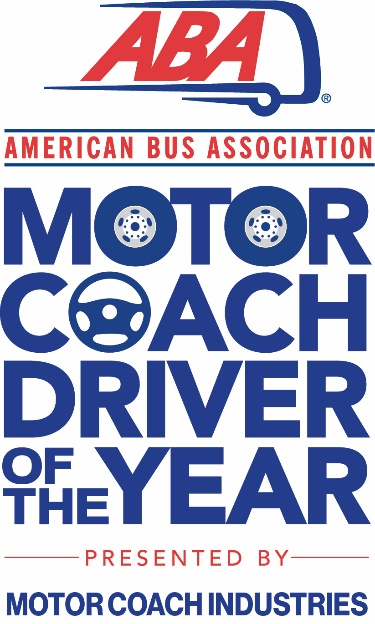 ABA®
AMERICAN BUS ASSOCIATION
MOTOR
COACH
DRIVER
OF THE YEAR
PRESENTED BY
MOTOR COACH INDUSTRIES